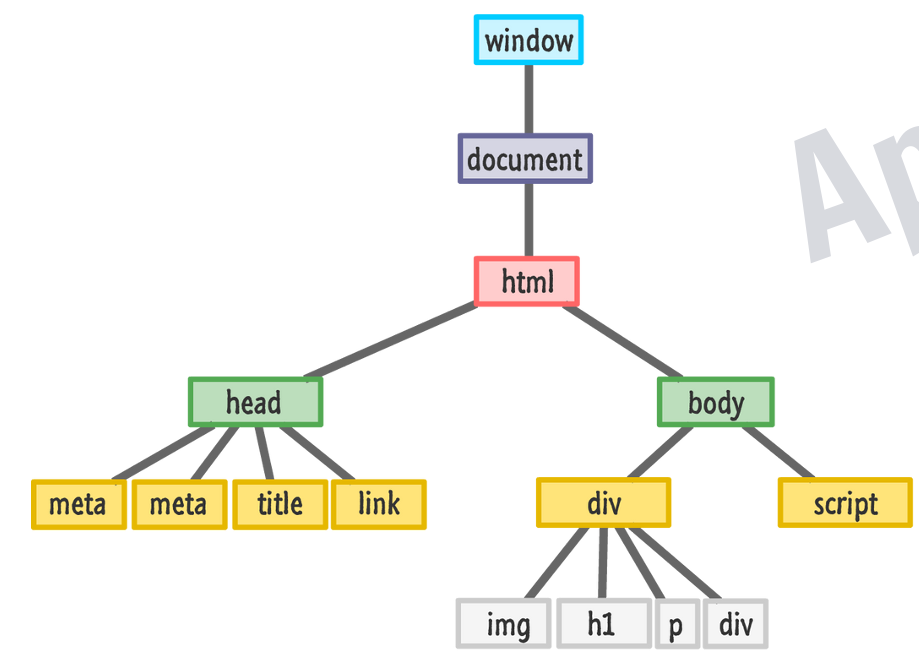 window
document
html
head body
meta meta title link div script
img h1 p div